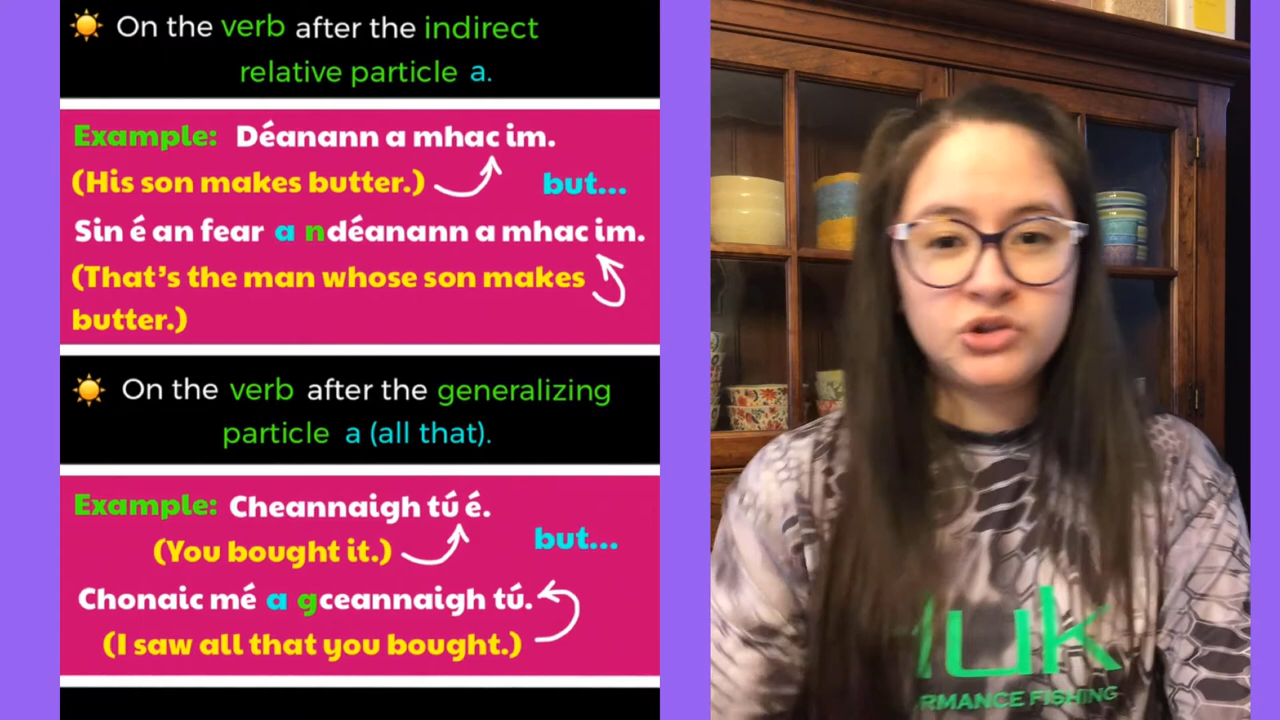 On the verb after the indirect
relative particle a.
Example: Déanann a mhac im.
(His son makes butter.)
but...
Sin é an fear a ndéanann a mhac im.
(That's the man whose son makes
butter.)
On the verb after the generalizing
particle a (all that).
Example: Cheannaigh tú é.
(You bought it.)
but...
Chonaic mé a gceannaigh tú.
(I saw all that you bought.)
uk
RMANCE FISHING